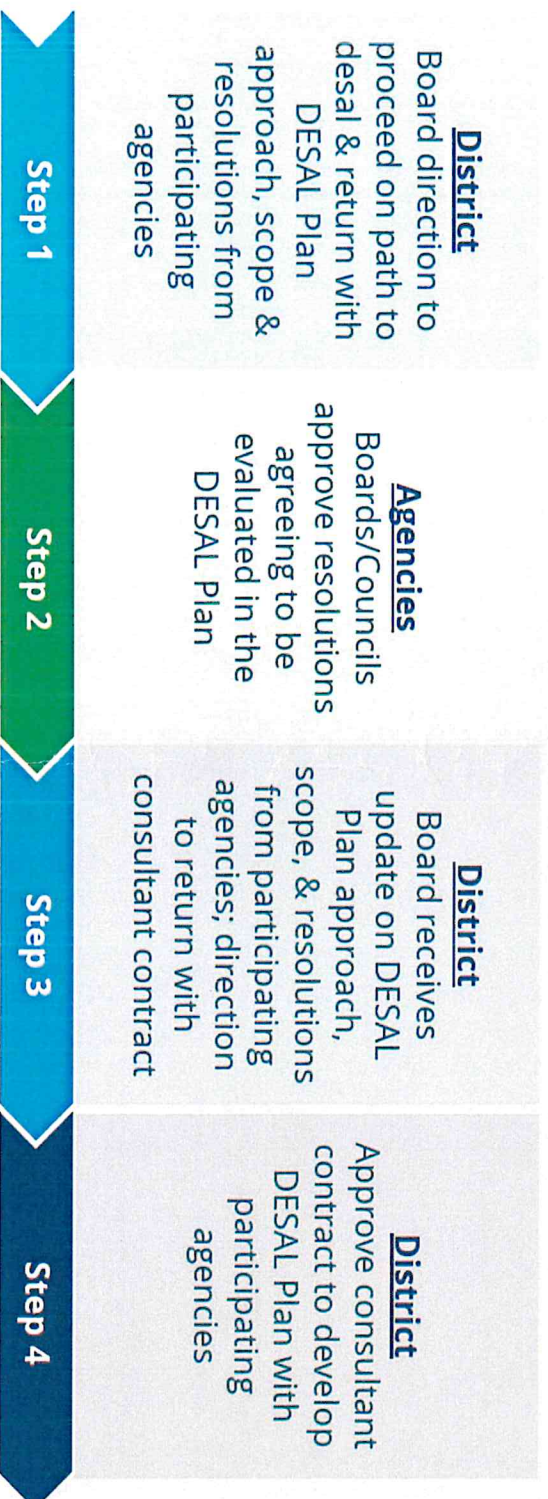 District
Board direction to
proceed on path to
desal & return with
DESAL Plan
approach, scope &
resolutions from
participating
agencies
Step 1
Agencies
Boards/Councils
approve resolutions
agreeing to be
evaluated in the
DESAL Plan
Step 2
District
Board receives
update on DESAL
Plan approach,
scope, & resolutions
from participating
agencies; direction
to return with
consultant contract
Step 3
District
Approve consultant
contract to develop
DESAL Plan with
participating
agencies
Step 4